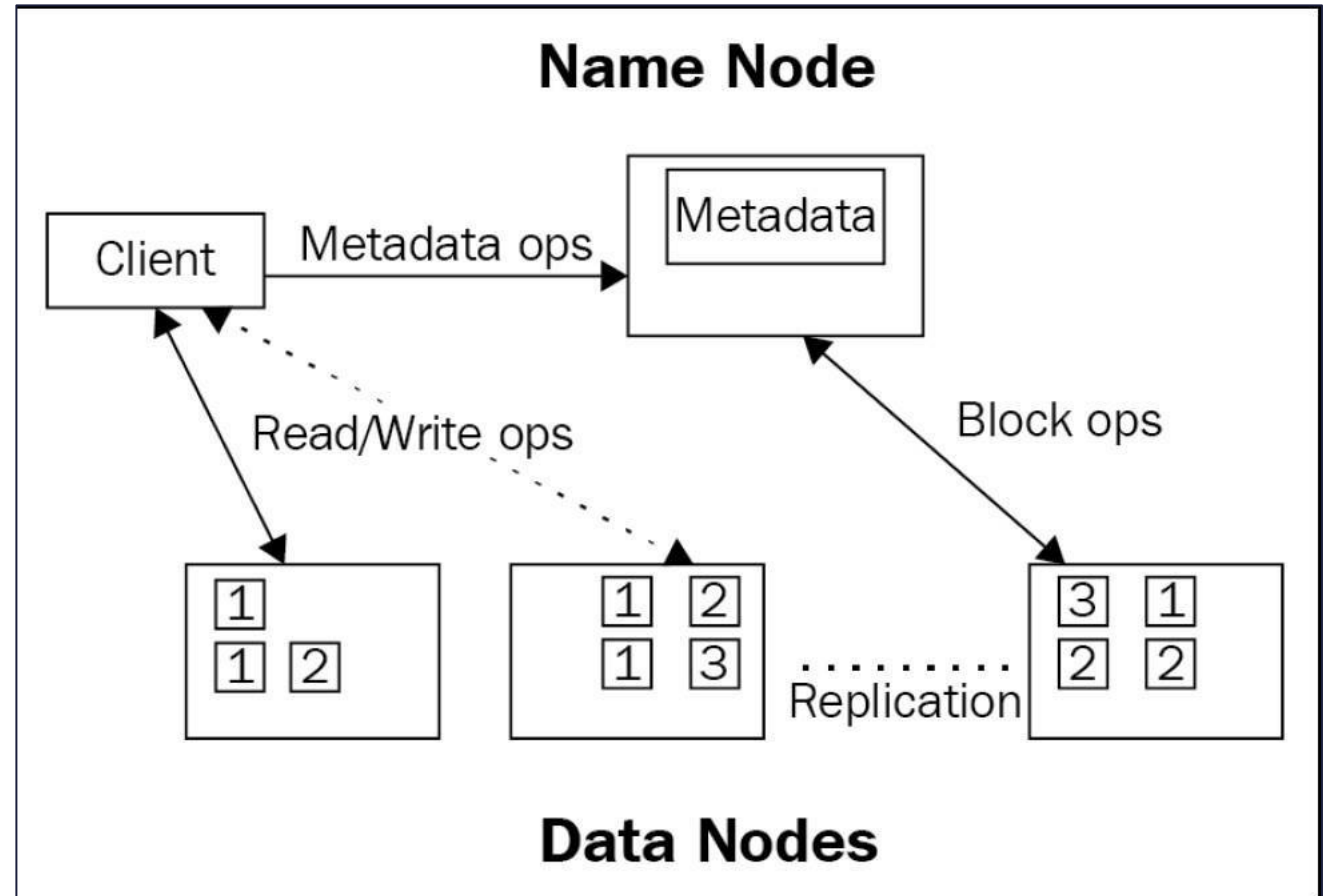 Name Node
Metadata
Client
Metadata ops
Read/Write ops
Block ops
1
1 2
1 2
1 3
Replication
3 1
2 2
Data Nodes